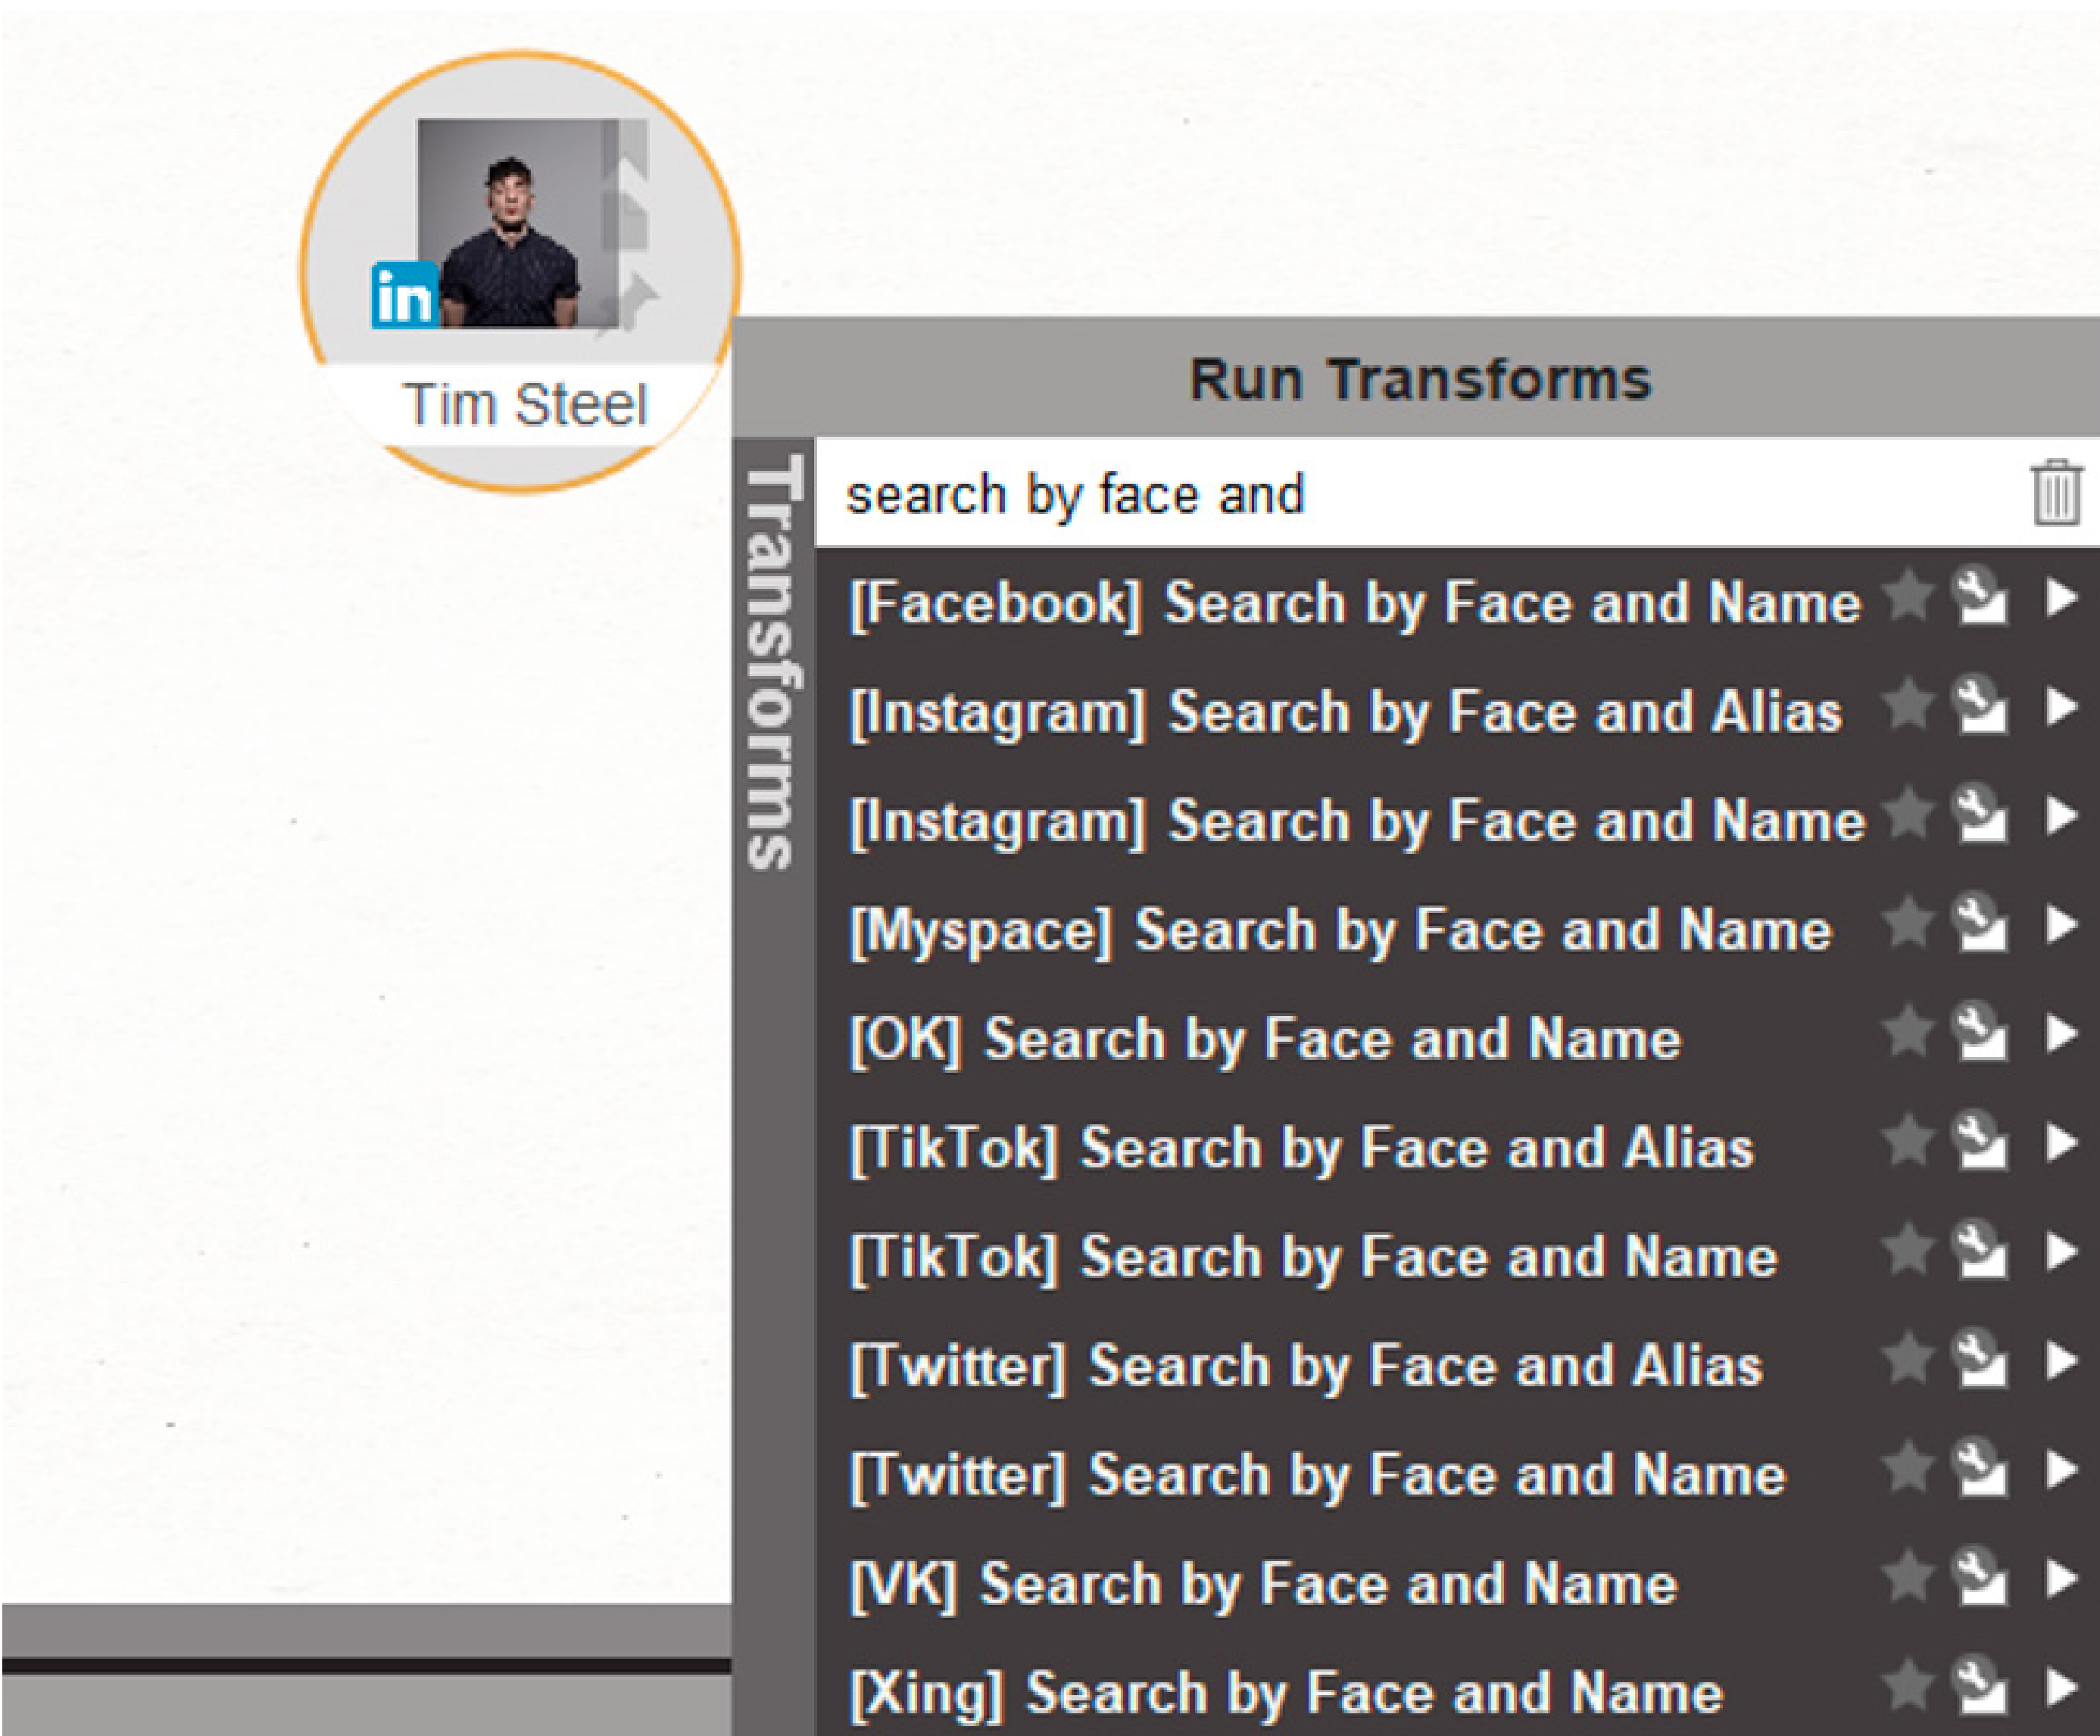 in
Tim Steel
Run Transforms
Transforms
search by face and
[Facebook] Search by Face and Name
[Instagram] Search by Face and Alias
[Instagram] Search by Face and Name
[Myspace] Search by Face and Name
[OK] Search by Face and Name
[TikTok] Search by Face and Alias
[TikTok] Search by Face and Name
[Twitter] Search by Face and Alias
[Twitter] Search by Face and Name
[VK] Search by Face and Name
[Xing] Search by Face and Name